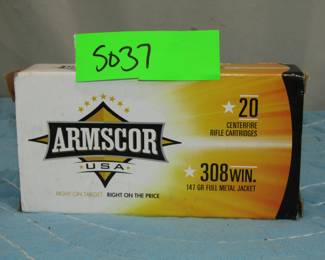 S037
ARMSCOR
USA
RIGHT ON TARGET RIGHT ON THE PRICE
20
CENTERFIRE
RIFLE CARTRIDGES
308 WIN.
147 GR FULL METAL JACKET